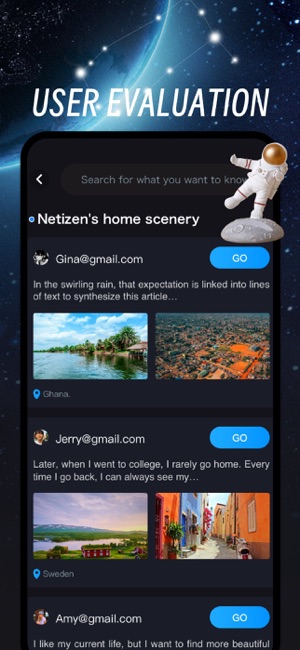 USER EVALUATION
Search for what you want to know
Netizen's home scenery
Gina@gmail.com
GO
In the swirling rain, that expectation is linked into lines
of text to synthesize this article...
Ghana.
Jerry@gmail.com
GO
Later, when I went to college, I rarely go home. Every
time I go back, I can always see my...
Sweden
Amy@gmail.com
GO
I like my current life, but I want to find more beautiful